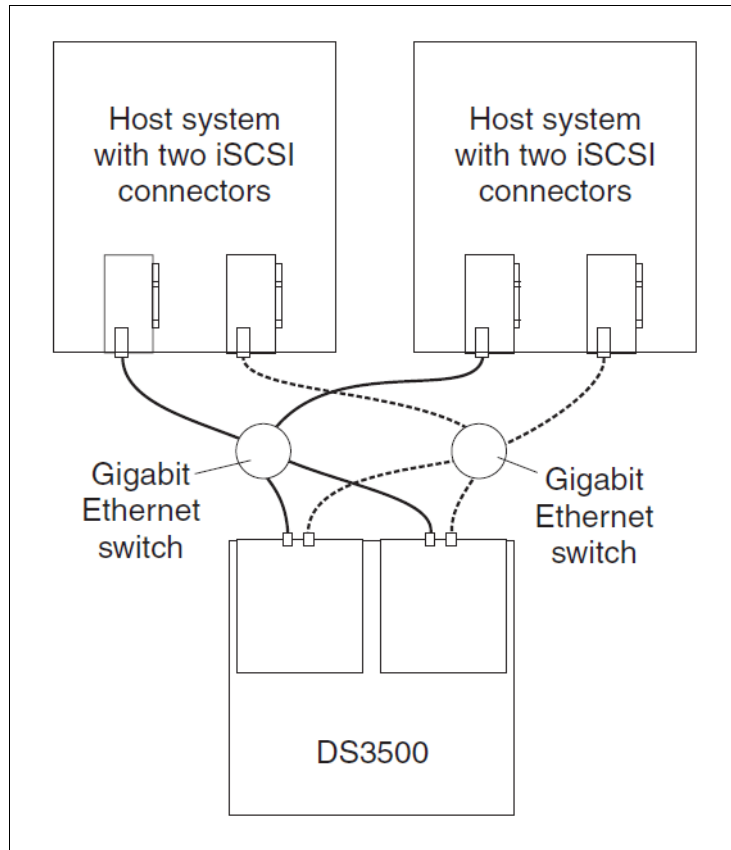 Host system
with two iSCSI
connectors
Host system
with two iSCSI
connectors
Gigabit
Ethernet
switch
Gigabit
Ethernet
switch
DS3500